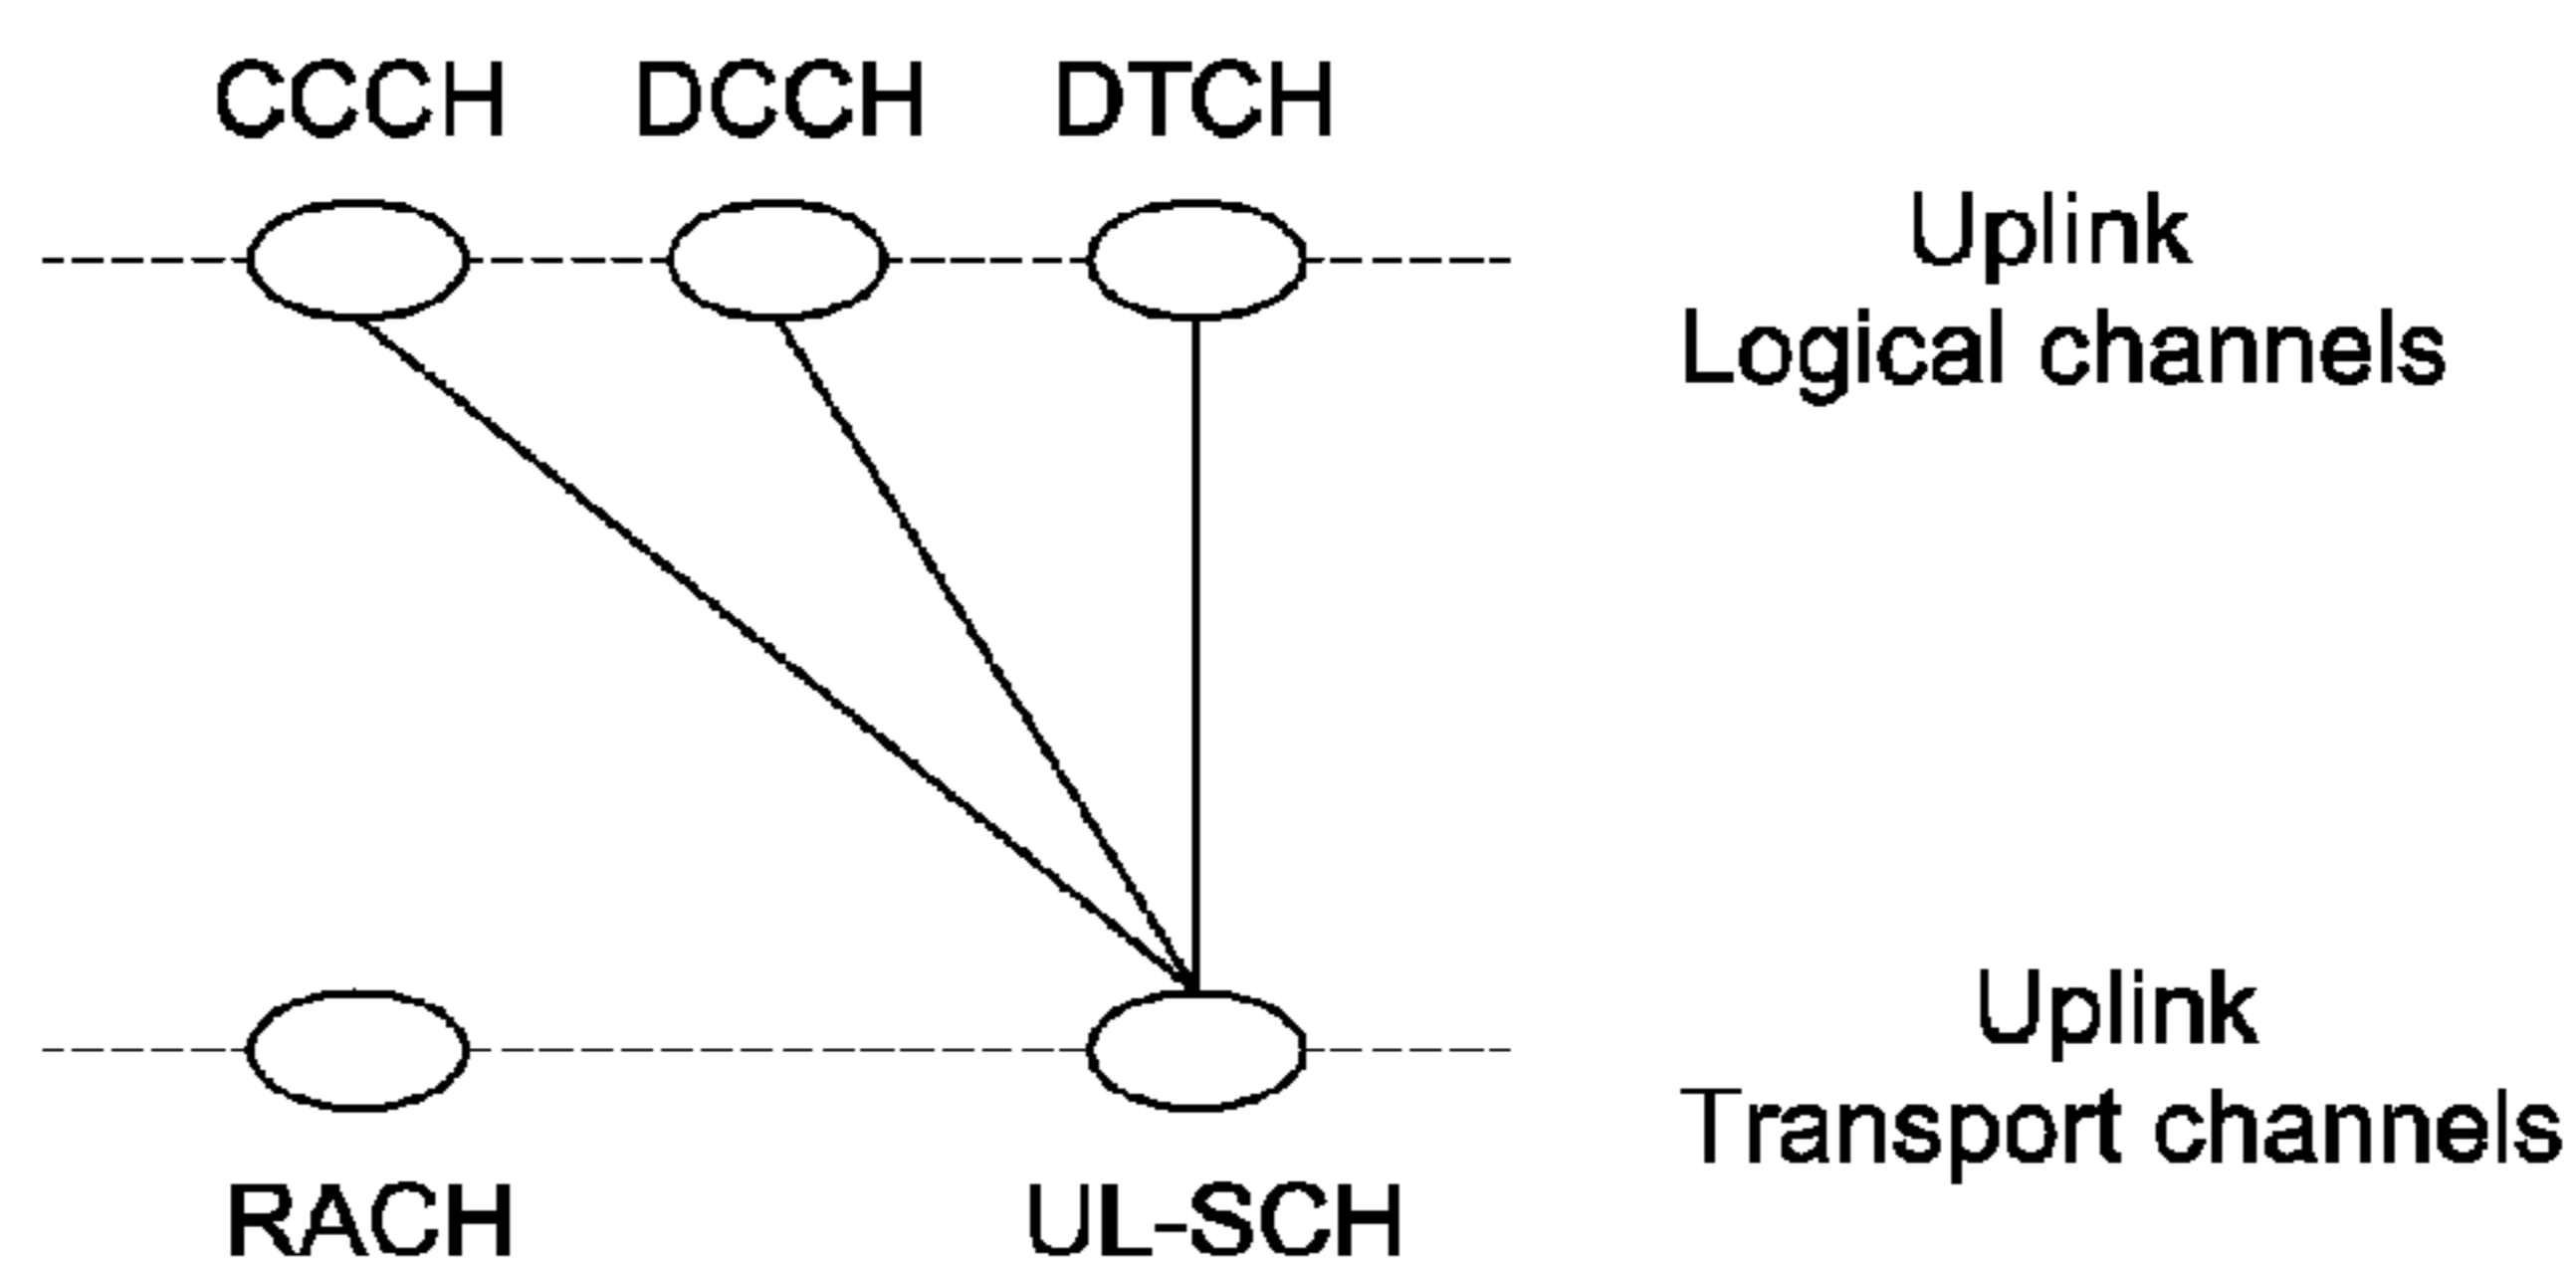 CCCH DCCH DTCH
Uplink
Logical channels
Uplink
Transport channels
RACH UL-SCH